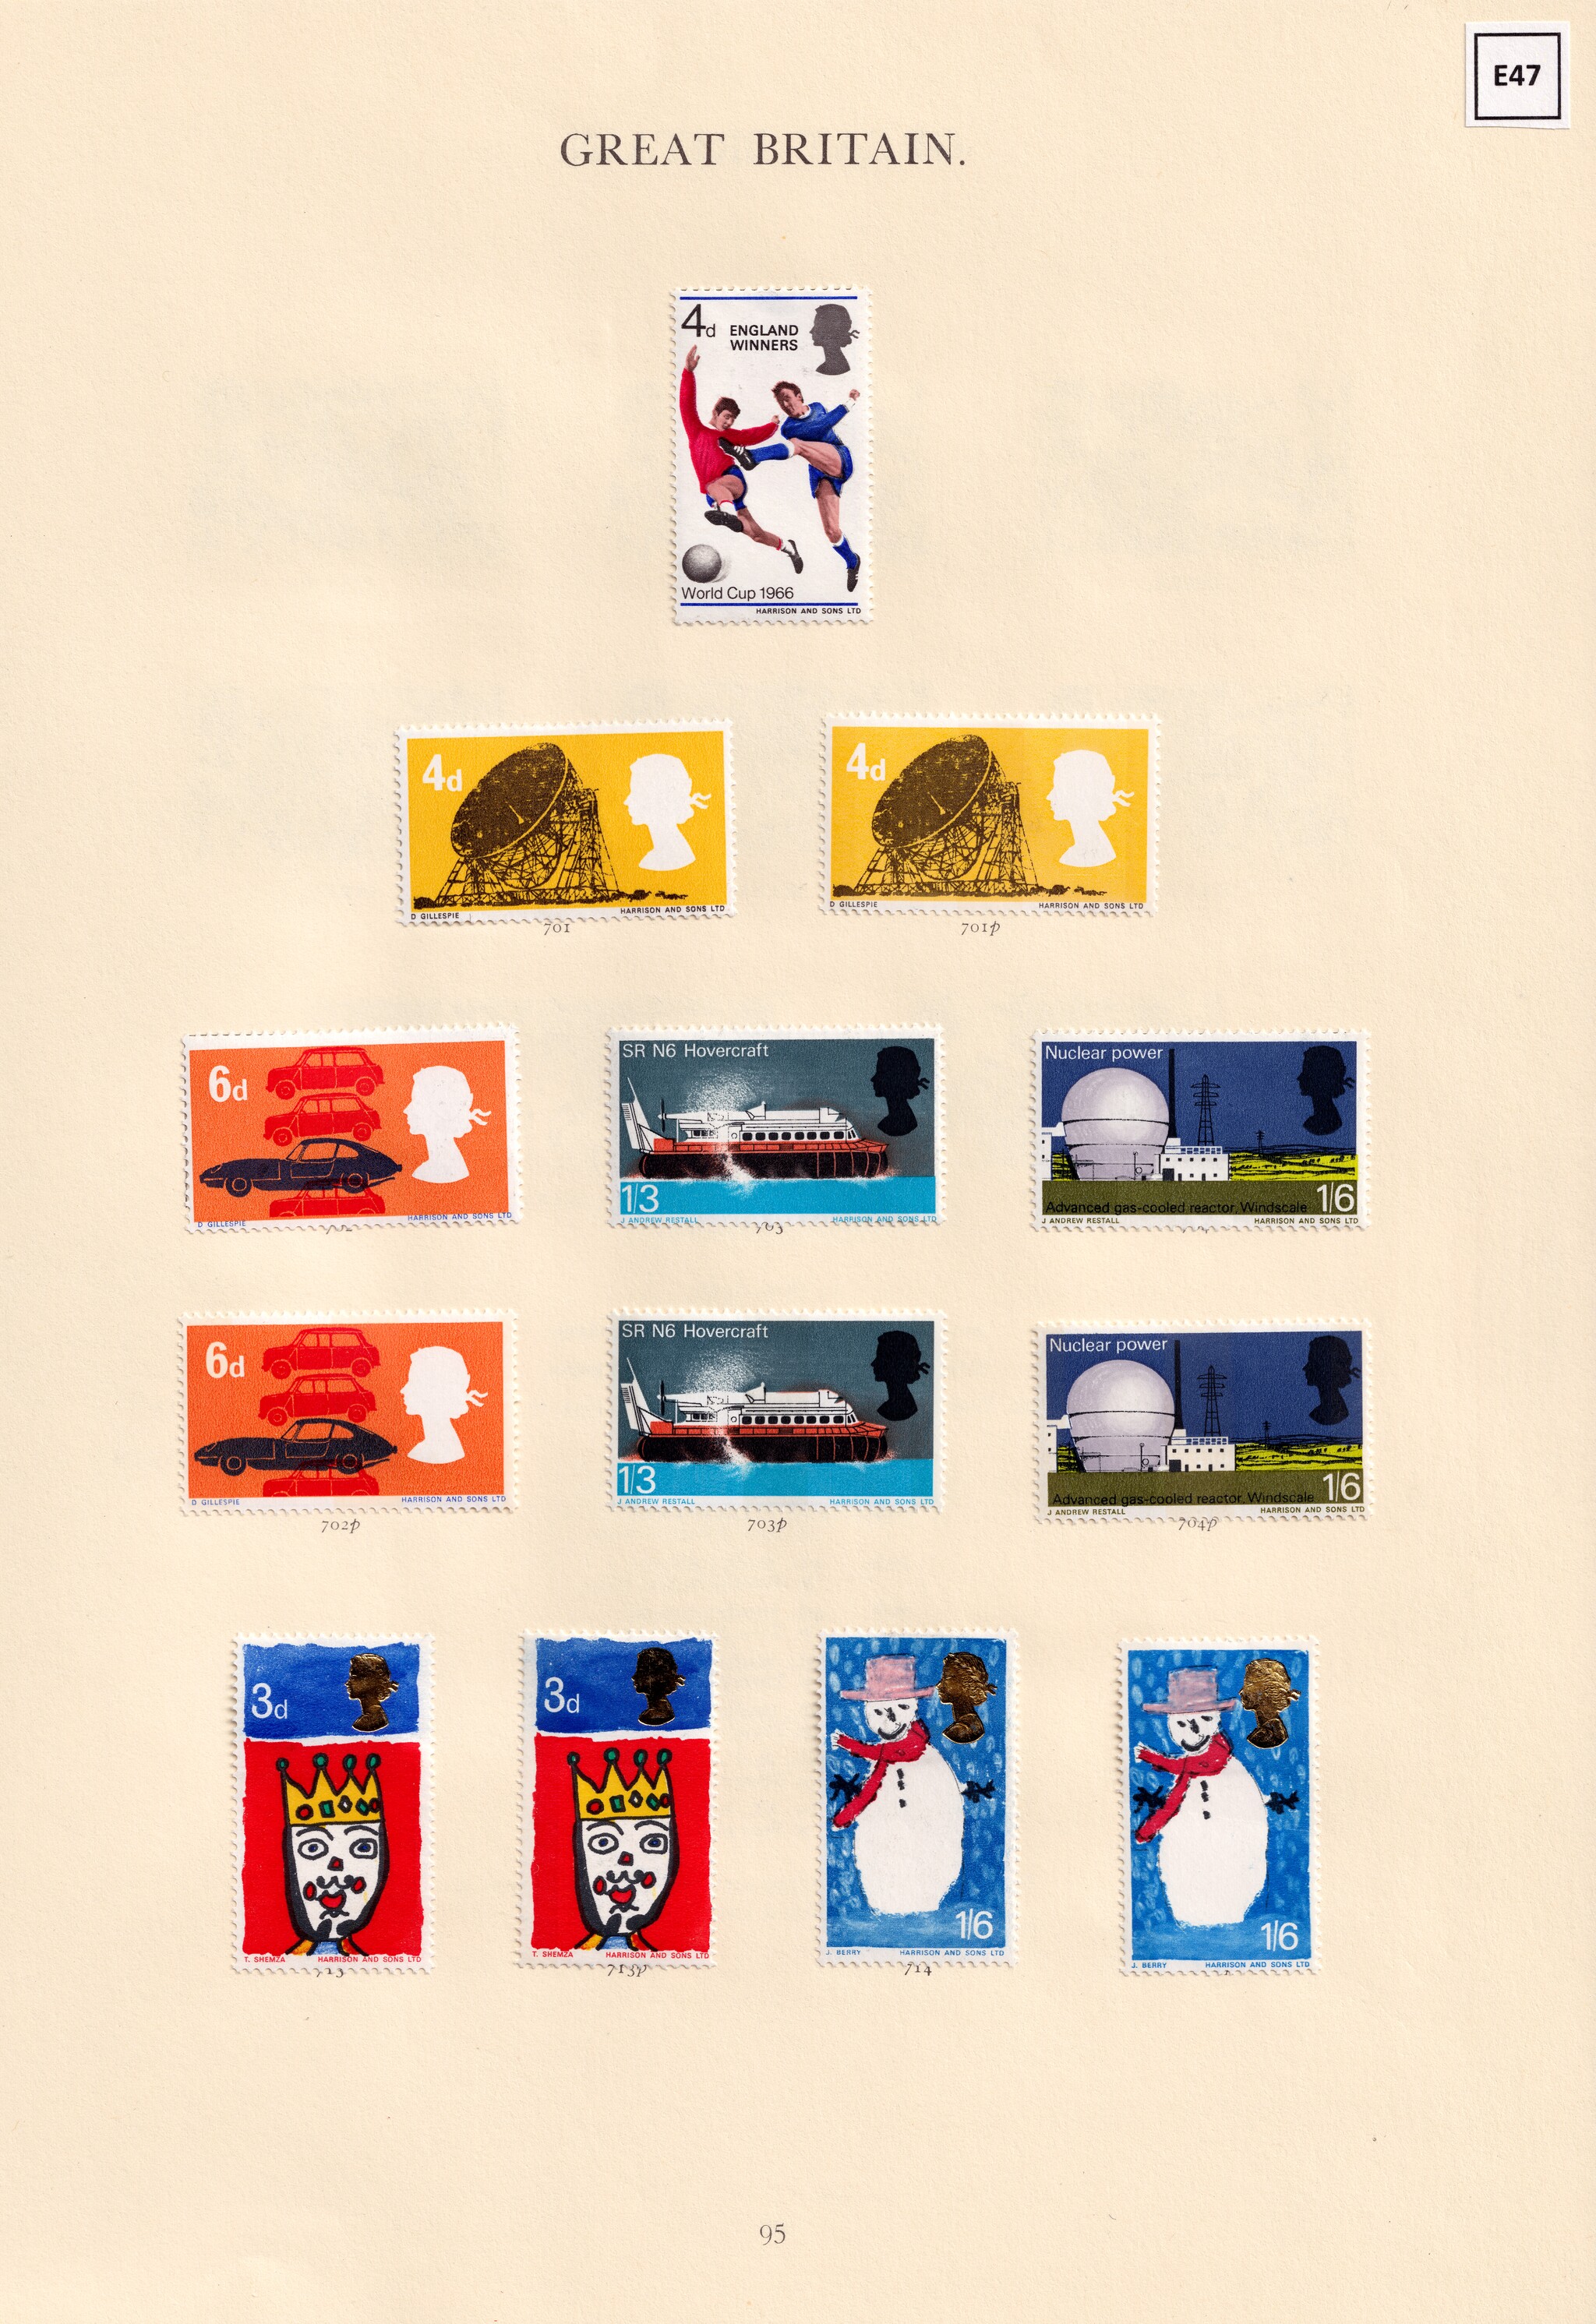 E47
GREAT BRITAIN.
4d
ENGLAND
WINNERS
World Cup 1966
HARRISON AND SONS LTD
4d
D GILLESPIE HARRISON AND SONS LTD
701
4d
D GILLESPIE HARRISON AND SONS LTD
701p
6d
D GILLESPIE HARRISON AND SONS LTD
SR N6 Hovercraft
1/3
J ANDREW RESTALL HARRISON AND SONS LTD
703
Nuclear power
Advanced gas-cooled reactor, Windscale 1/6
J ANDREW RESTALL HARRISON AND SONS LTD
6d
D GILLESPIE HARRISON AND SONS LTD
702p
SR N6 Hovercraft
1/3
J ANDREW RESTALL HARRISON AND SONS LTD
703p
Nuclear power
Advanced gas-cooled reactor, Windscale 1/6
J ANDREW RESTALL HARRISON AND SONS LTD
704p
3d
T. SHEMZA HARRISON AND SONS LTD
713
3d
T. SHEMZA HARRISON AND SONS LTD
713p
1/6
J. BERRY HARRISON AND SONS LTD
714
1/6
J. BERRY HARRISON AND SONS LTD
95